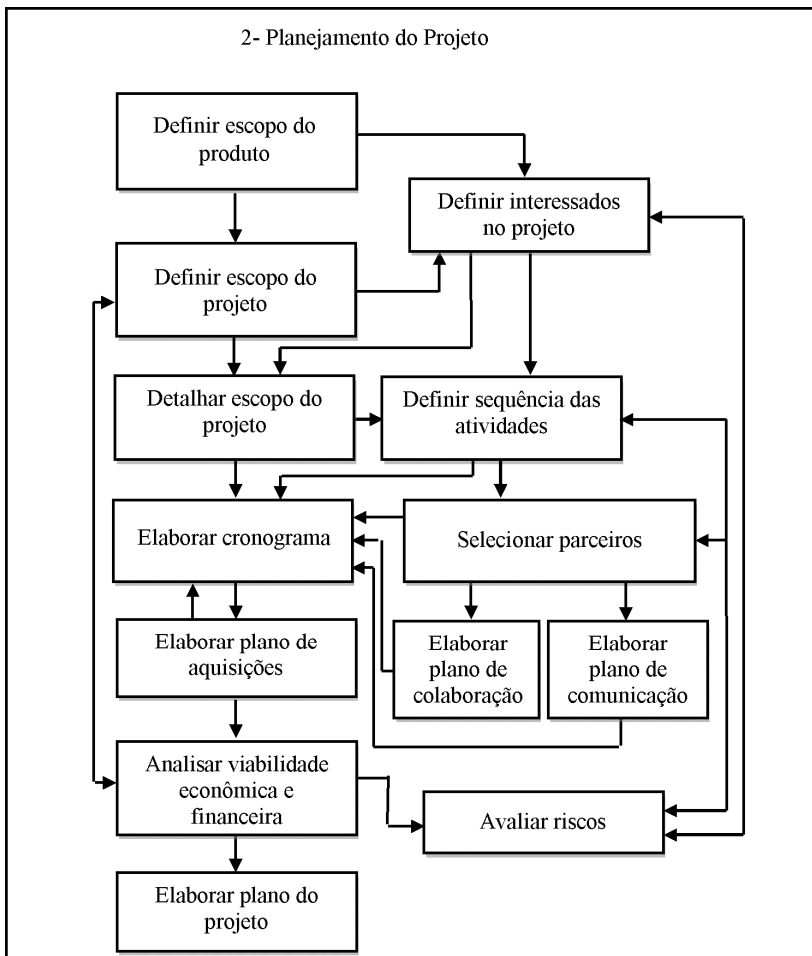 2- Planejamento do Projeto
Definir escopo do
produto
Definir interessados
no projeto
Definir escopo do
projeto
Detalhar escopo do
projeto
Definir sequência das
atividades
Elaborar cronograma
Selecionar parceiros
Elaborar plano de
aquisições
Elaborar
plano de
colaboração
Elaborar
plano de
comunicação
Analisar viabilidade
econômica e
financeira
Avaliar riscos
Elaborar plano do
projeto